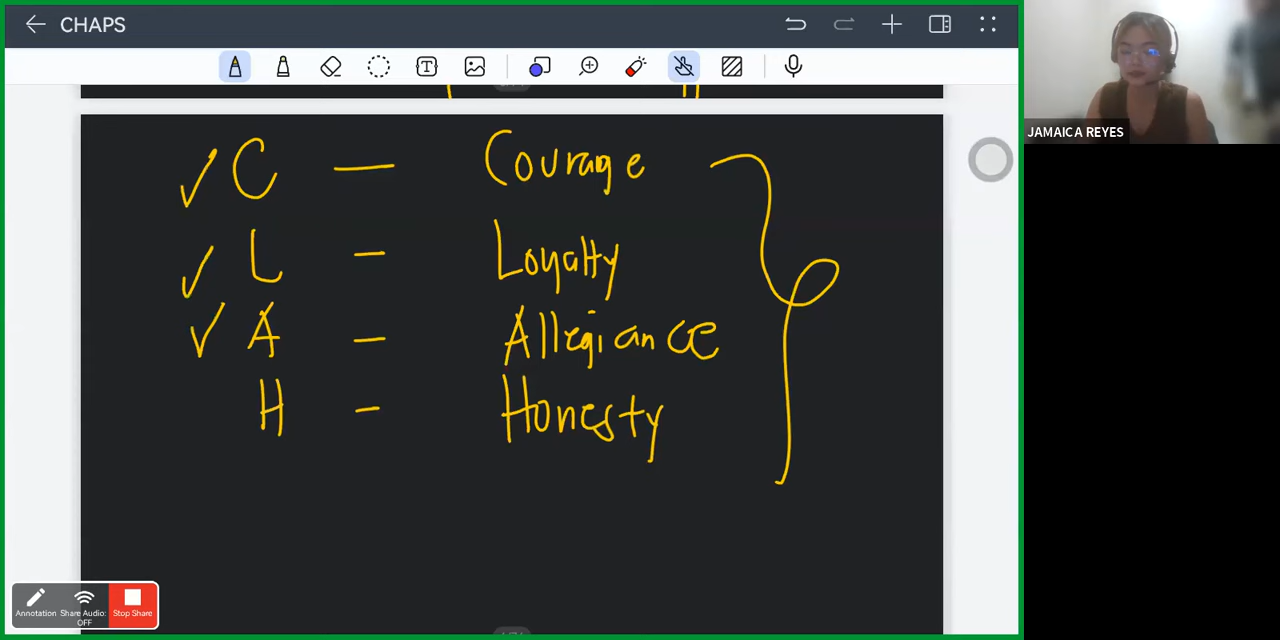 CHAPS
JAMAICA REYES
✓ C — Courage
✓ L - Loyalty
✓ A - Allegiance
H - Honesty
Annotation Share Audio: OFF Stop Share